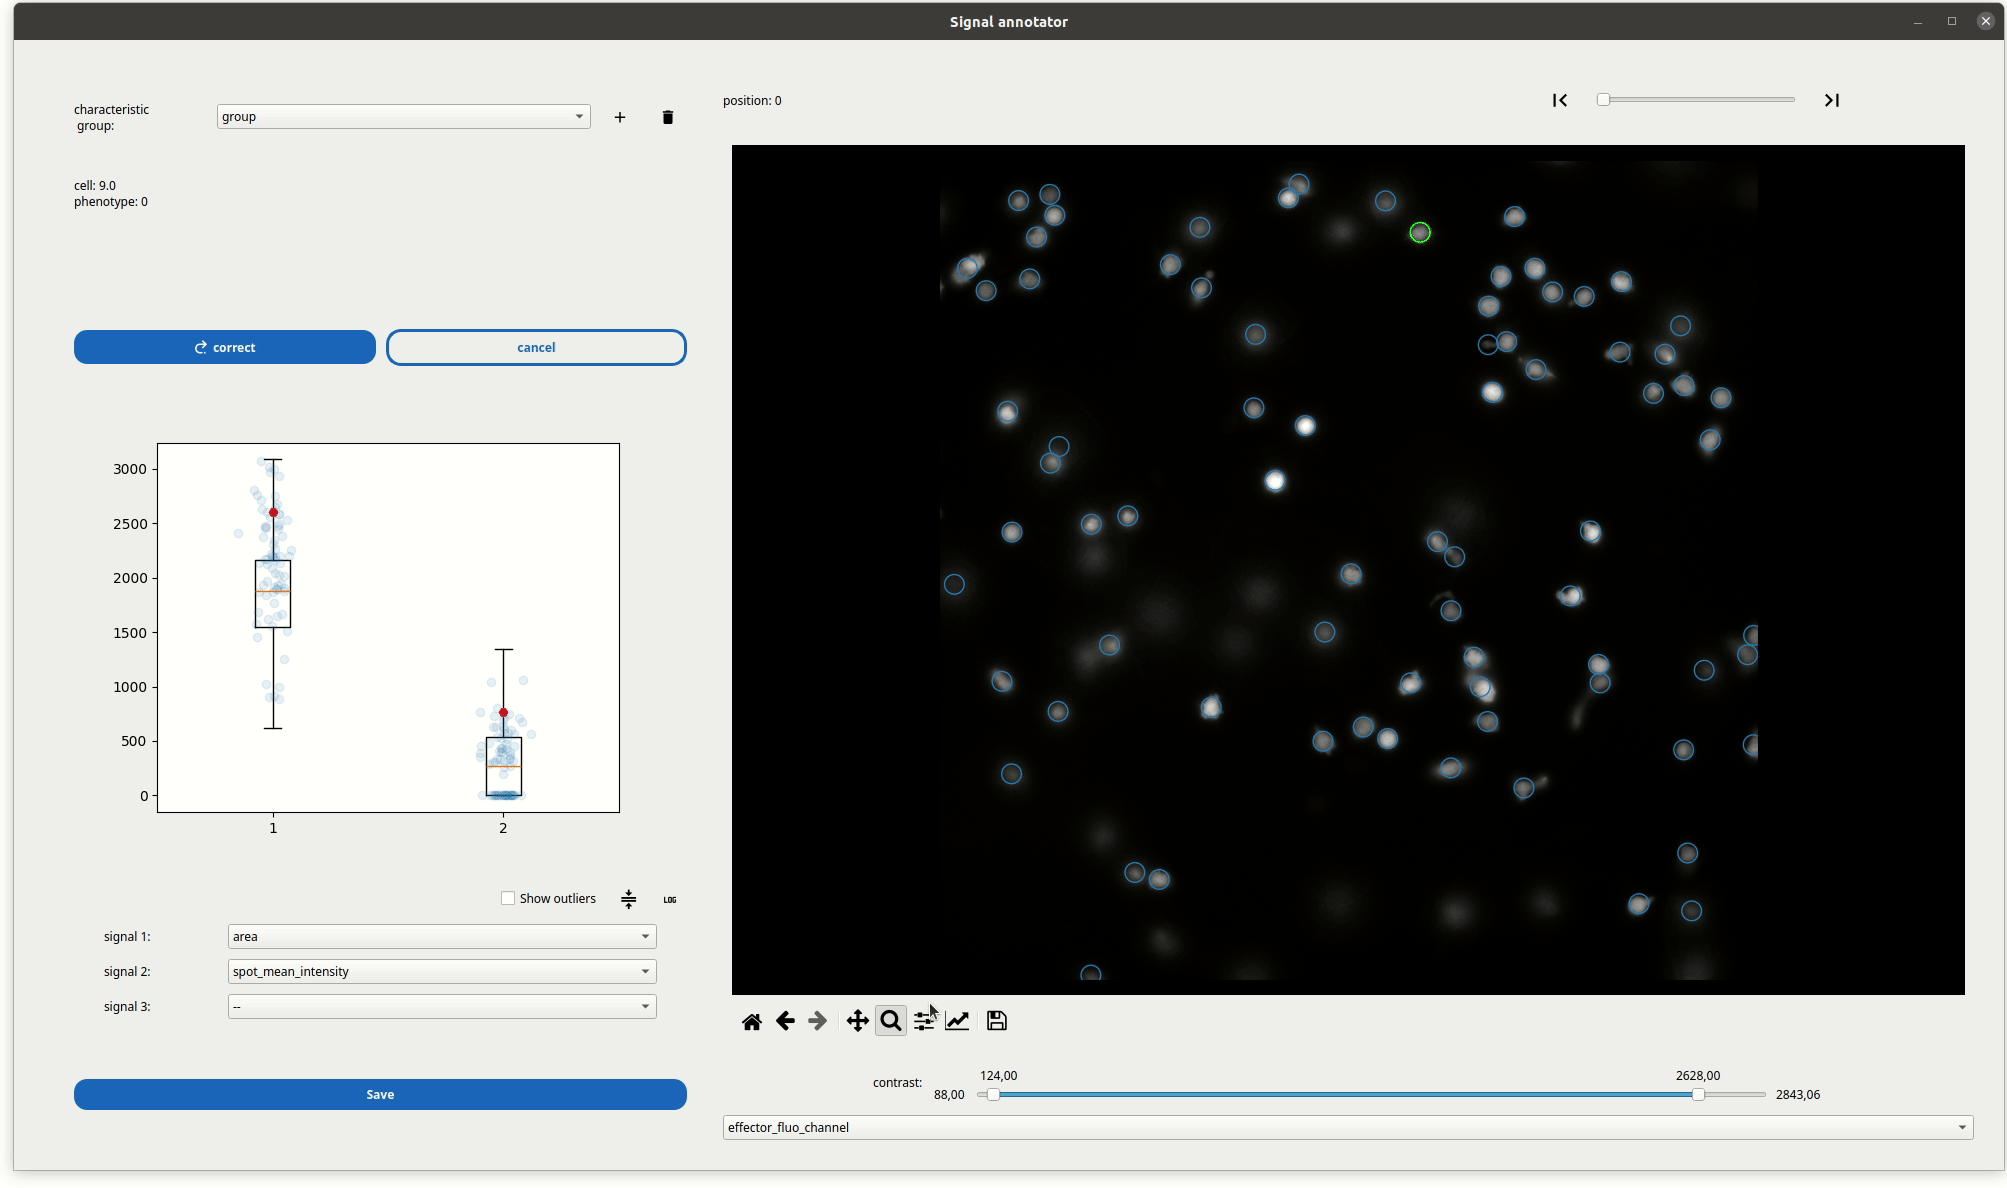 Signal annotator
characteristic
group:
group
position: 0
cell: 9.0
phenotype: 0
correct
cancel
3000
2500
2000
1500
1000
500
0
1
2
Show outliers
LOG
signal 1:
area
signal 2:
spot_mean_intensity
signal 3:
--
Save
contrast:
124,00
2628,00
88,00
2843,06
effector_fluo_channel